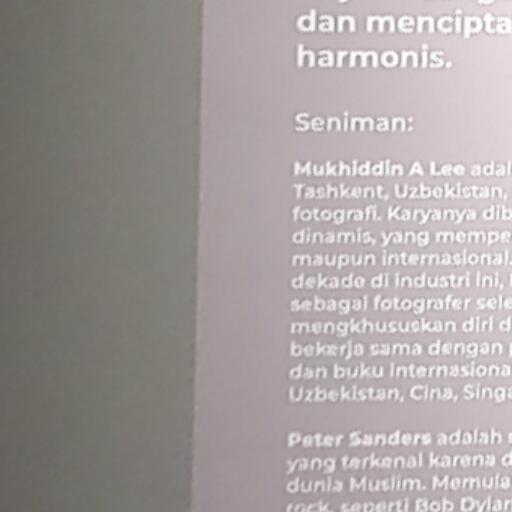 dan mencipta
harmonis.
Seniman:
Mukhiddin A Lee adal
Tashkent, Uzbekistan,
fotografi. Karyanya dib
dinamis, yang mempe
maupun internasional.
dekade di industri ini,
sebagai fotografer sele
mengkhususkan diri d
bekerja sama dengan
dan buku internasiona
Uzbekistan, Cina, Singa
Peter Sanders adalah
yang terkenal karena d
dunia Muslim. Memula
rock, seperti Bob Dylan